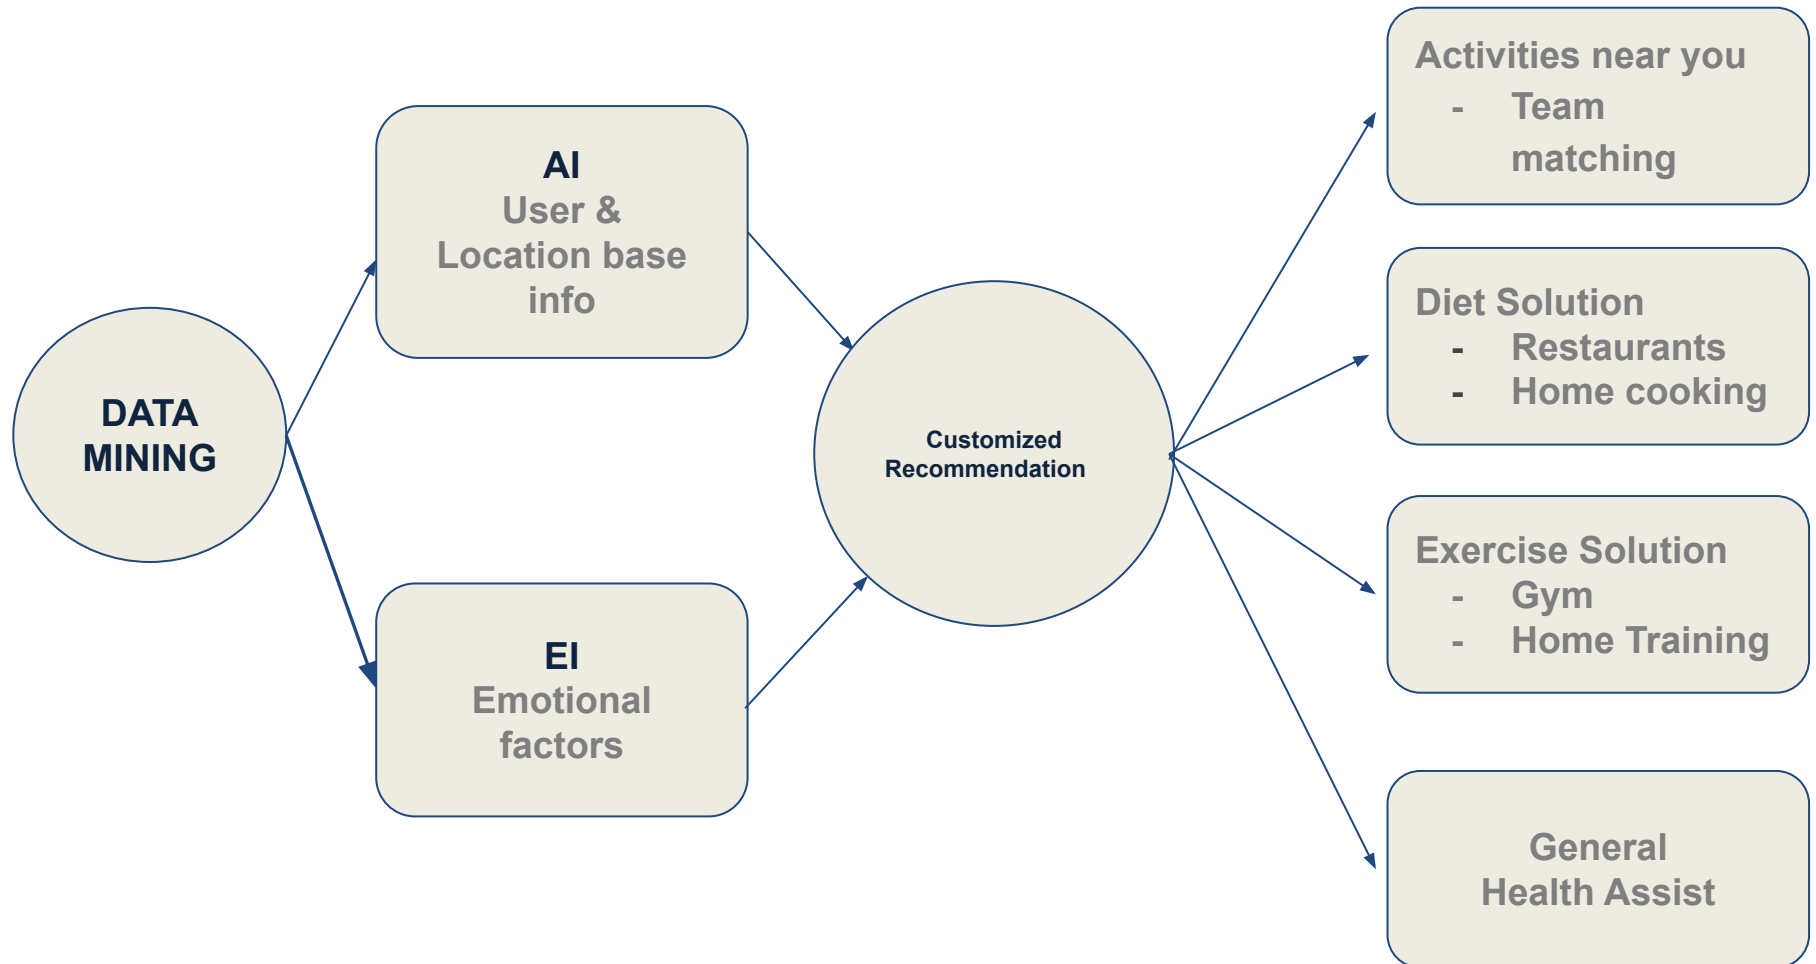 DATA
MINING
AI
User &
Location base
info
EI
Emotional
factors
Customized
Recommendation
Activities near you
- Team
matching
Diet Solution
- Restaurants
- Home cooking
Exercise Solution
- Gym
- Home Training
General
Health Assist